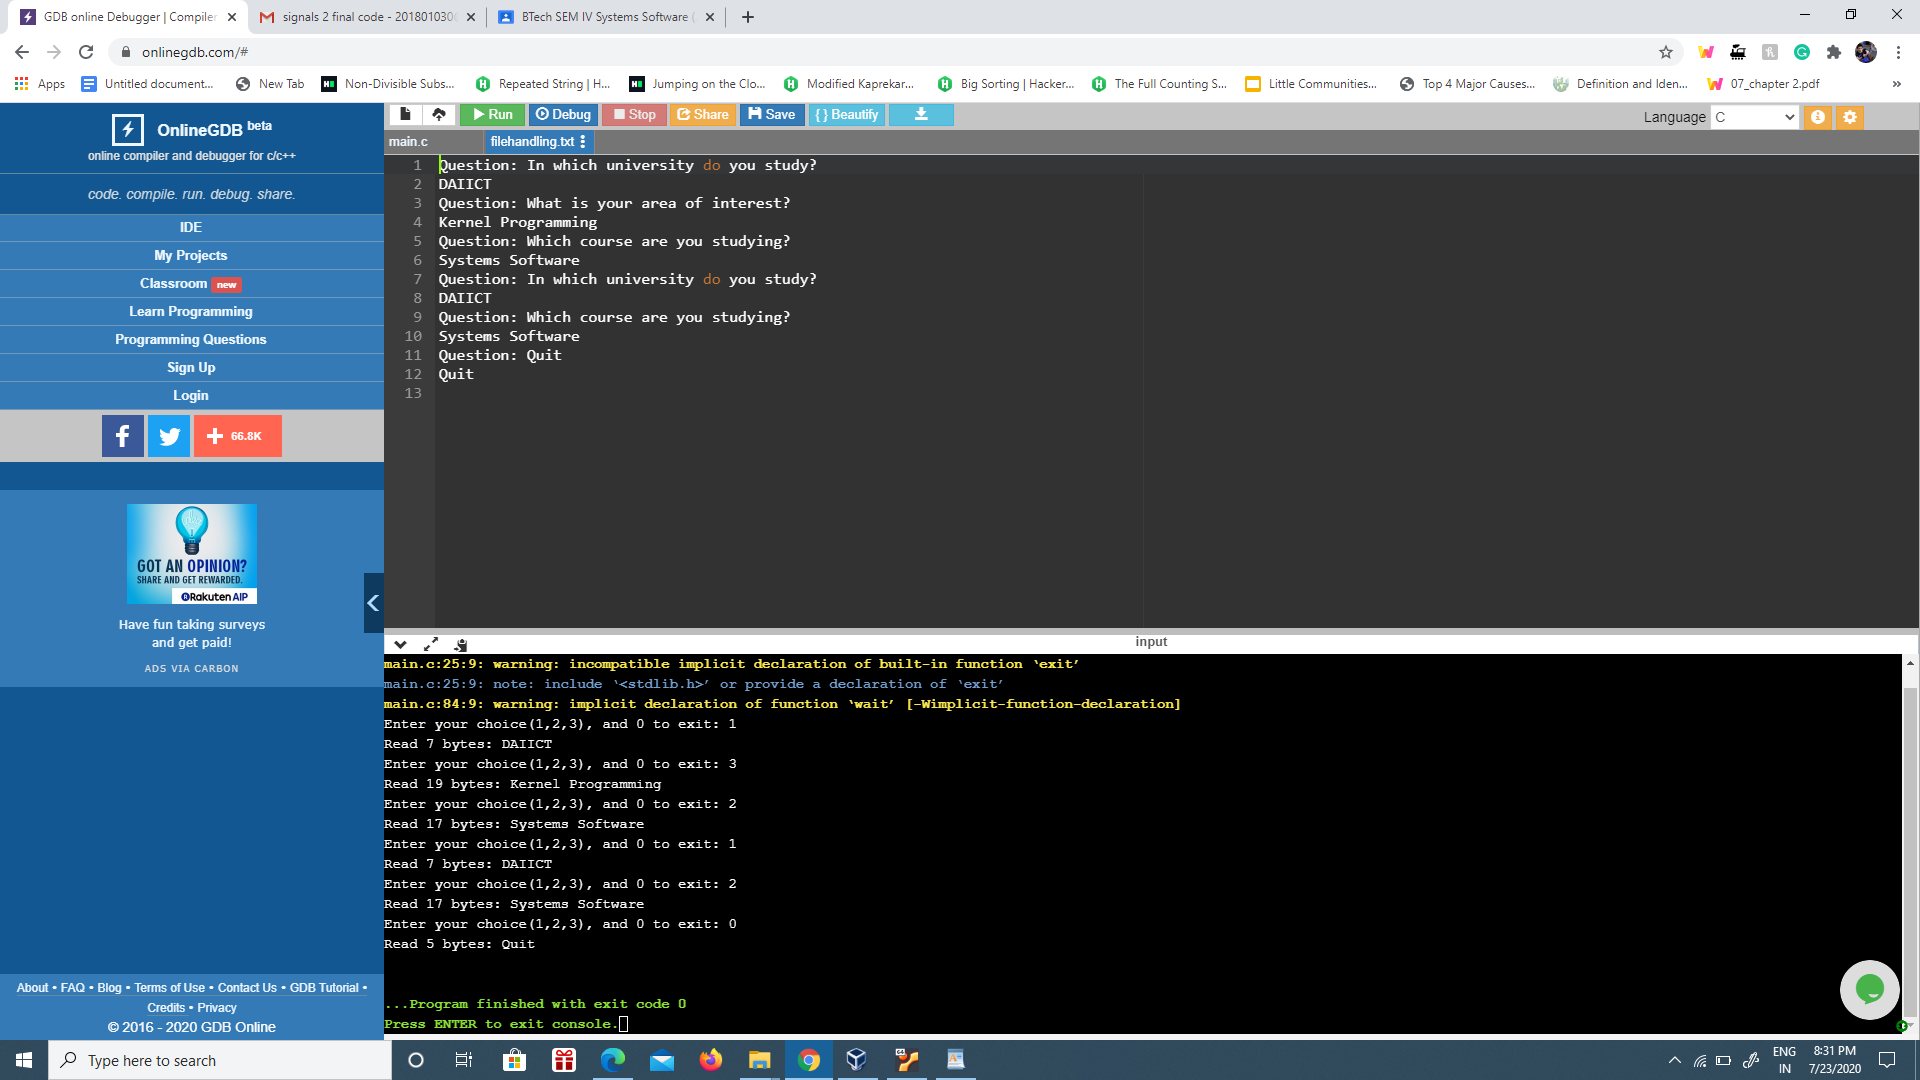 GDB online Debugger | Compiler
signals 2 final code - 201801030
BTech SEM IV Systems Software (
onlinegdb.com/#
Apps
Untitled document...
New Tab
Non-Divisible Subs...
Repeated String | H...
Jumping on the Clo...
Modified Kaprekar...
Big Sorting | Hacker...
The Full Counting S...
Little Communities...
Top 4 Major Causes...
Definition and Iden...
07_chapter 2.pdf
»
OnlineGDB beta
online compiler and debugger for c/c++
code. compile. run. debug. share.
IDE
My Projects
Classroom new
Learn Programming
Programming Questions
Sign Up
Login
66.8K
GOT AN OPINION?
SHARE AND GET REWARDED.
Rakuten AIP
Have fun taking surveys
and get paid!
ADS VIA CARBON
About • FAQ • Blog • Terms of Use • Contact Us • GDB Tutorial •
Credits • Privacy
© 2016 - 2020 GDB Online
Run
Debug
Stop
Share
Save
{ } Beautify
Language C
main.c
filehandling.txt
1 Question: In which university do you study?
2 DAIICT
3 Question: What is your area of interest?
4 Kernel Programming
5 Question: Which course are you studying?
6 Systems Software
7 Question: In which university do you study?
8 DAIICT
9 Question: Which course are you studying?
10 Systems Software
11 Question: Quit
12 Quit
13
input
main.c:25:9: warning: incompatible implicit declaration of built-in function ‘exit’
main.c:25:9: note: include ‘<stdlib.h>’ or provide a declaration of ‘exit’
main.c:84:9: warning: implicit declaration of function ‘wait’ [-Wimplicit-function-declaration]
Enter your choice(1,2,3), and 0 to exit: 1
Read 7 bytes: DAIICT
Enter your choice(1,2,3), and 0 to exit: 3
Read 19 bytes: Kernel Programming
Enter your choice(1,2,3), and 0 to exit: 2
Read 17 bytes: Systems Software
Enter your choice(1,2,3), and 0 to exit: 1
Read 7 bytes: DAIICT
Enter your choice(1,2,3), and 0 to exit: 2
Read 17 bytes: Systems Software
Enter your choice(1,2,3), and 0 to exit: 0
Read 5 bytes: Quit
...Program finished with exit code 0
Press ENTER to exit console.
Type here to search
ENG
IN
8:31 PM
7/23/2020